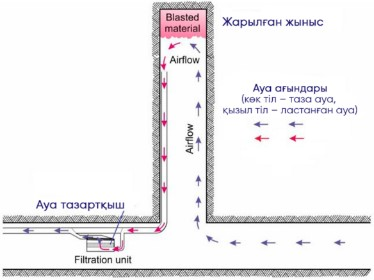 Blasted
material
Жарылған жыныс
Airflow
Airflow
Ауа ағындары
(көк тіл – таза ауа,
қызыл тіл – ластанған ауа)
Ауа тазартқыш
Filtration unit